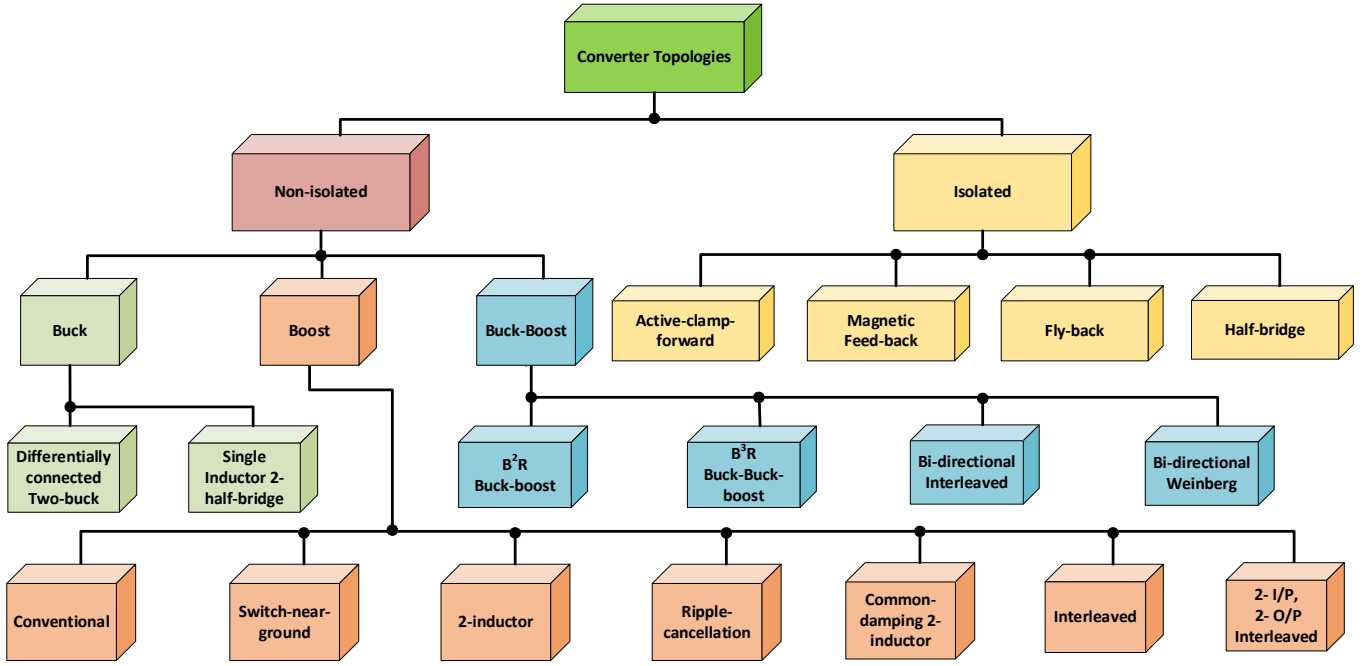 Converter Topologies
Non-isolated
Isolated
Buck
Boost
Buck-Boost
Active-clamp-
forward
Magnetic
Feed-back
Fly-back
Half-bridge
Differentially
connected
Two-buck
Single
Inductor 2-
half-bridge
B²R
Buck-boost
B³R
Buck-Buck-
boost
Bi-directional
Interleaved
Bi-directional
Weinberg
Conventional
Switch-near-
ground
2-inductor
Ripple-
cancellation
Common-
damping 2-
inductor
Interleaved
2- I/P,
2- O/P
Interleaved